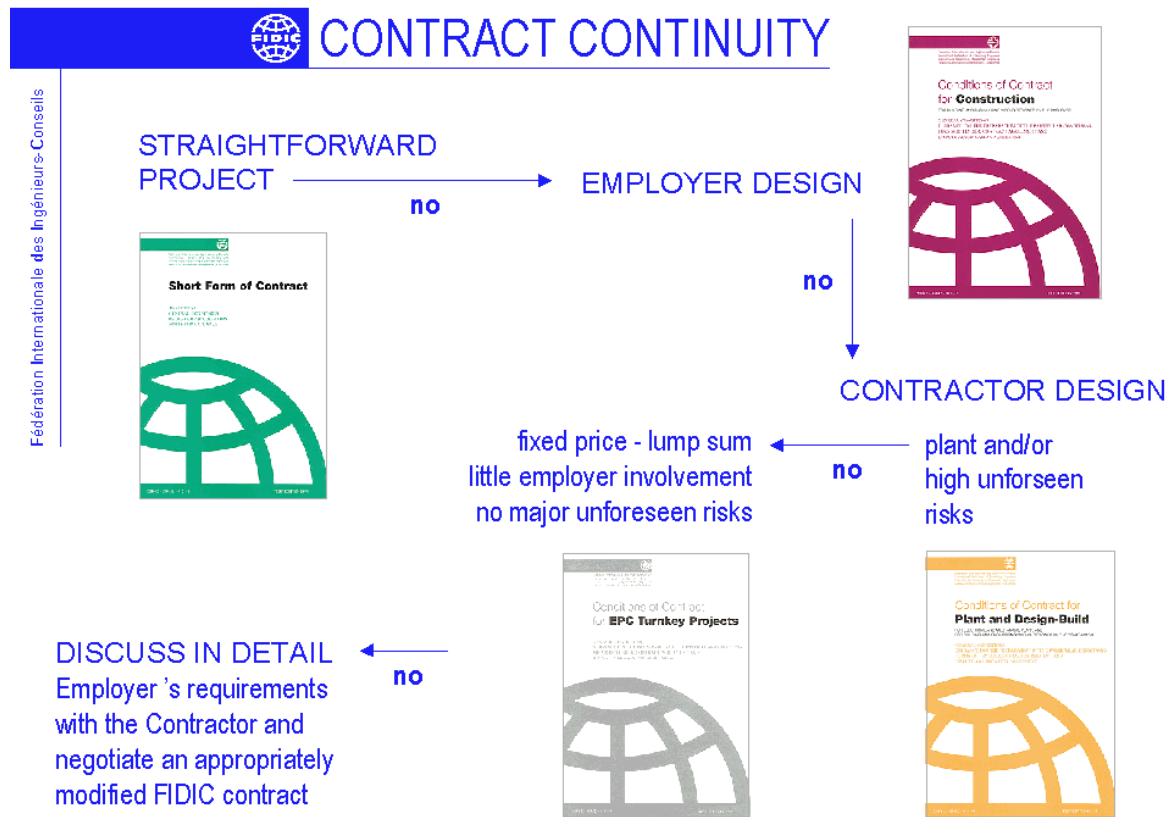 FIDIC
CONTRACT CONTINUITY
Fédération Internationale des Ingénieurs-Conseils
STRAIGHTFORWARD
PROJECT
no
EMPLOYER DESIGN
Conditions of Contract
for Construction
no
Short Form of Contract
CONTRACTOR DESIGN
fixed price - lump sum
little employer involvement
no major unforeseen risks
no
plant and/or
high unforseen
risks
Conditions of Contract
for EPC Turnkey Projects
Conditions of Contract for
Plant and Design-Build
DISCUSS IN DETAIL
Employer 's requirements
with the Contractor and
negotiate an appropriately
modified FIDIC contract
no